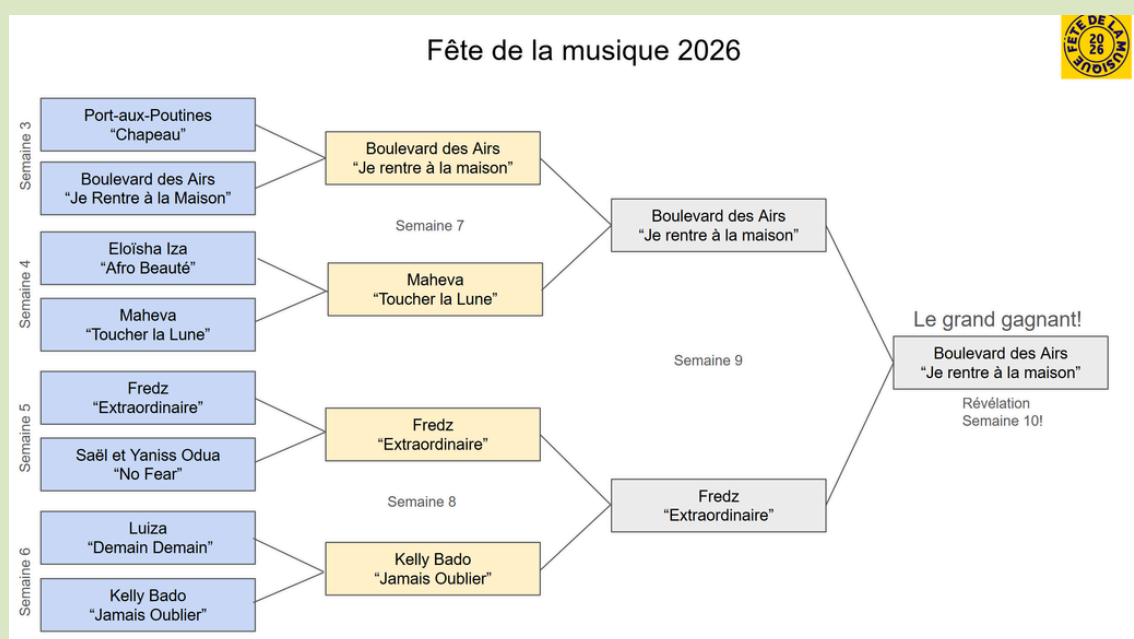 Fête de la musique 2026
FÊTE DE LA MUSIQUE
20
26
Semaine 3
Port-aux-Poutines
“Chapeau”
Boulevard des Airs
“Je Rentre à la Maison”
Boulevard des Airs
“Je rentre à la maison”
Semaine 4
Eloïsha Iza
“Afro Beauté”
Maheva
“Toucher la Lune”
Semaine 7
Maheva
“Toucher la Lune”
Boulevard des Airs
“Je rentre à la maison”
Semaine 5
Fredz
“Extraordinaire”
Saël et Yaniss Odua
“No Fear”
Fredz
“Extraordinaire”
Semaine 6
Luiza
“Demain Demain”
Kelly Bado
“Jamais Oublier”
Semaine 8
Kelly Bado
“Jamais Oublier”
Fredz
“Extraordinaire”
Semaine 9
Le grand gagnant!
Boulevard des Airs
“Je rentre à la maison”
Révélation
Semaine 10!